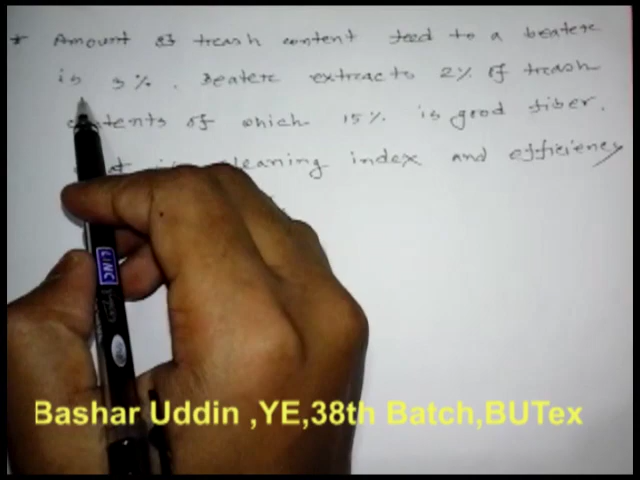 * Amount of trash content feed to a beater
is 3%. Beater extracts 2% of trash
contents of which 15% is good fiber.
cleaning index and efficiency
LINC
Bashar Uddin ,YE,38th Batch,BUTex